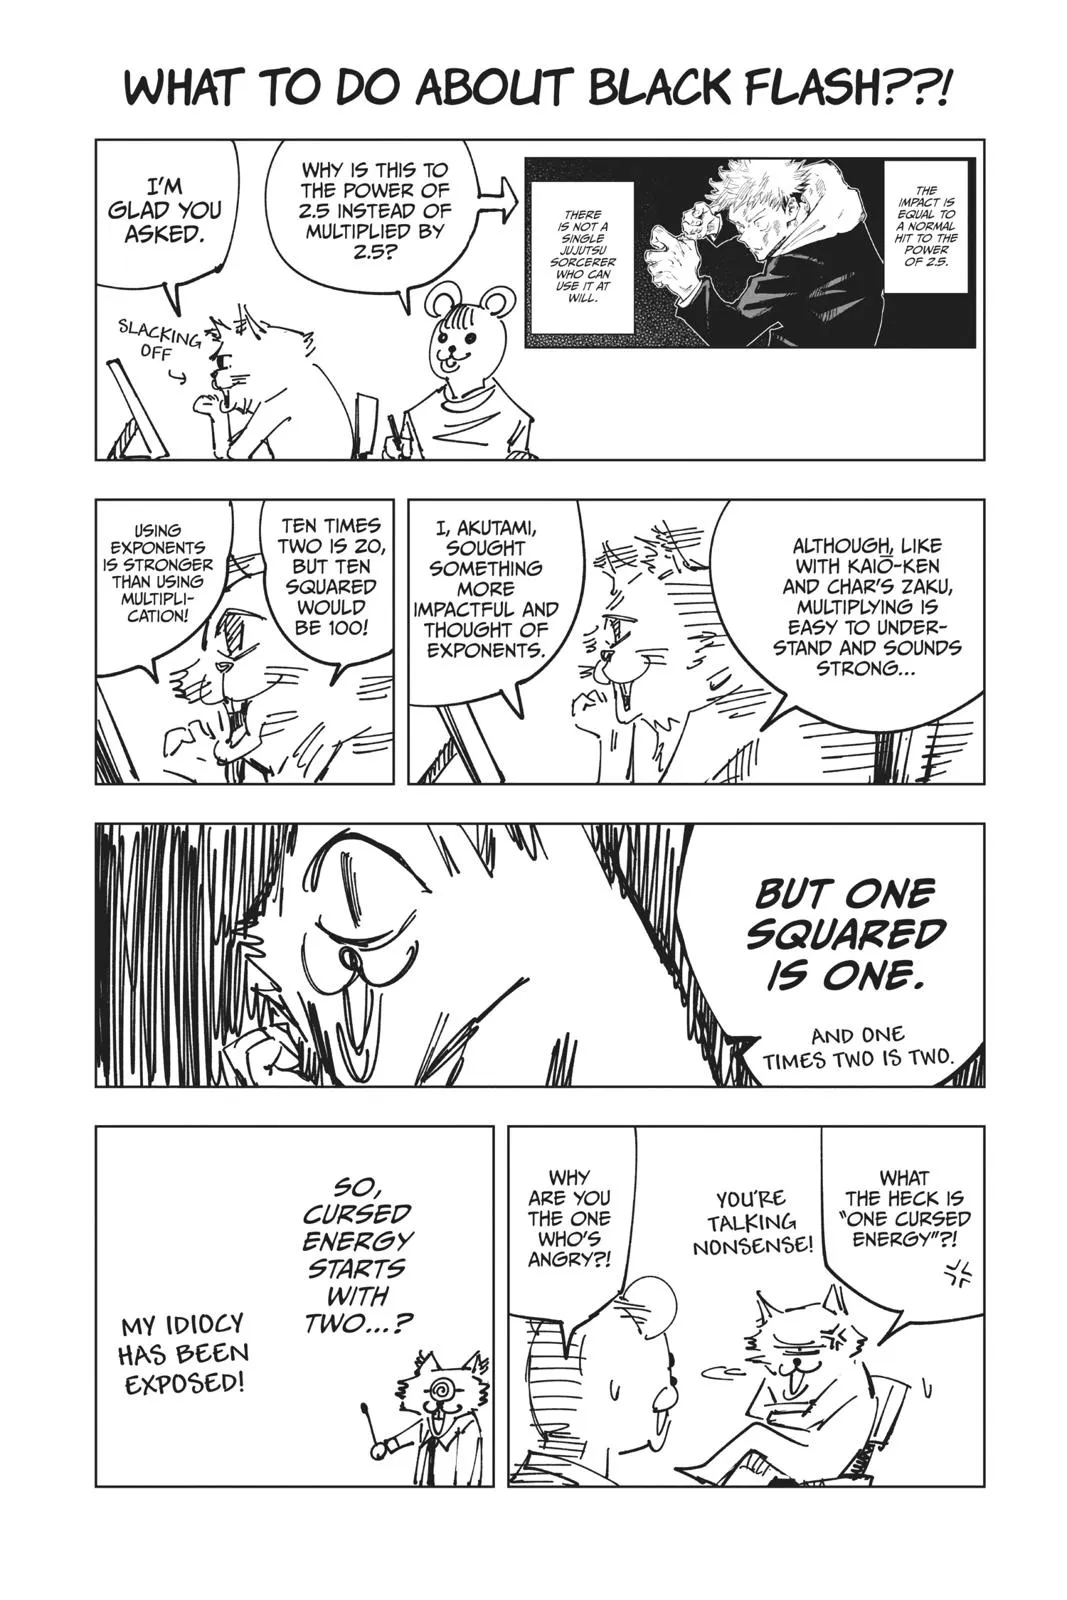 WHAT TO DO ABOUT BLACK FLASH??!
THE
IMPACT IS
EQUAL TO
A NORMAL
HIT TO THE
POWER
OF 2.5.
THERE
IS NOT A
SINGLE
JUJUTSU
SORCERER
WHO CAN
USE IT AT
WILL.
WHY IS THIS TO
THE POWER OF
2.5 INSTEAD OF
MULTIPLIED BY
2.5?
I'M
GLAD YOU
ASKED.
SLACKING
OFF
ALTHOUGH, LIKE
WITH KAIŌ-KEN
AND CHAR'S ZAKU,
MULTIPLYING IS
EASY TO UNDER-
STAND AND SOUNDS
STRONG...
I, AKUTAMI,
SOUGHT
SOMETHING
MORE
IMPACTFUL AND
THOUGHT OF
EXPONENTS.
TEN TIMES
TWO IS 20,
BUT TEN
SQUARED
WOULD
BE 100!
USING
EXPONENTS
IS STRONGER
THAN USING
MULTIPLI-
CATION!
BUT ONE
SQUARED
IS ONE.
AND ONE
TIMES TWO IS TWO.
WHAT
THE HECK IS
"ONE CURSED
ENERGY"?!
YOU'RE
TALKING
NONSENSE!
WHY
ARE YOU
THE ONE
WHO'S
ANGRY?!
SO,
CURSED
ENERGY
STARTS
WITH
TWO...?
MY IDIOCY
HAS BEEN
EXPOSED!